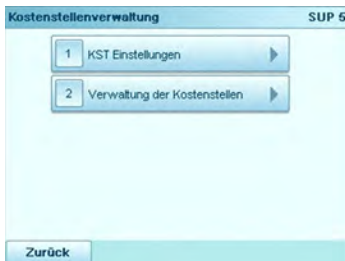 Kostenstellenverwaltung SUP 5
1 KST Einstellungen
2 Verwaltung der Kostenstellen
Zurück